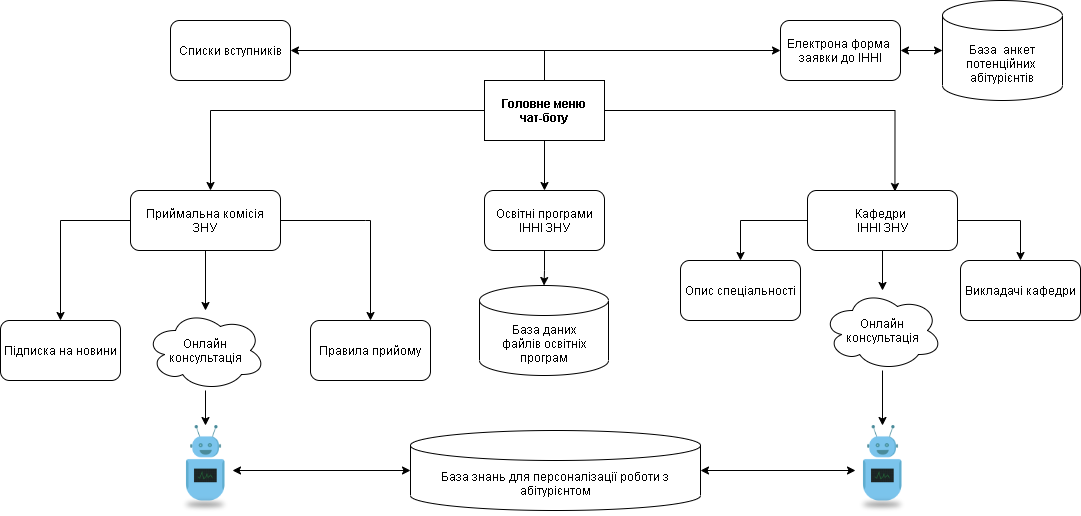 Списки вступників
Електрона форма
заявки до ІННІ
База анкет
потенційних
абітурієнтів
Головне меню
чат-боту
Приймальна комісія
ЗНУ
Освітні програми
ІННІ ЗНУ
Кафедри
ІННІ ЗНУ
Підписка на новини
Онлайн
консультація
Правила прийому
База даних
файлів освітніх
програм
Опис спеціальності
Онлайн
консультація
Викладачі кафедри
База знань для персоналізації роботи з
абітурієнтом